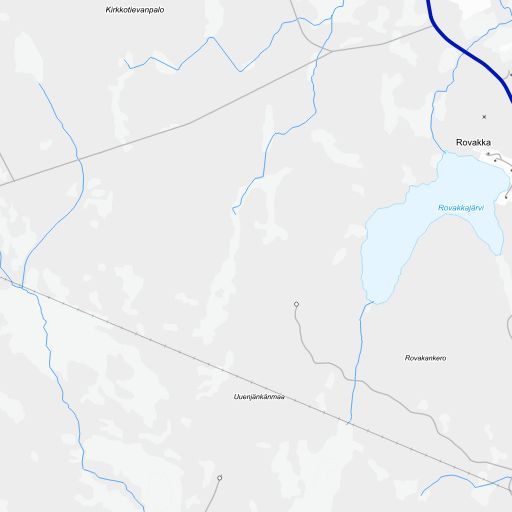 Kirkkotievanpalo
Rovakka
Rovakkajärvi
Rovakankero
Uuenjänkänmaa